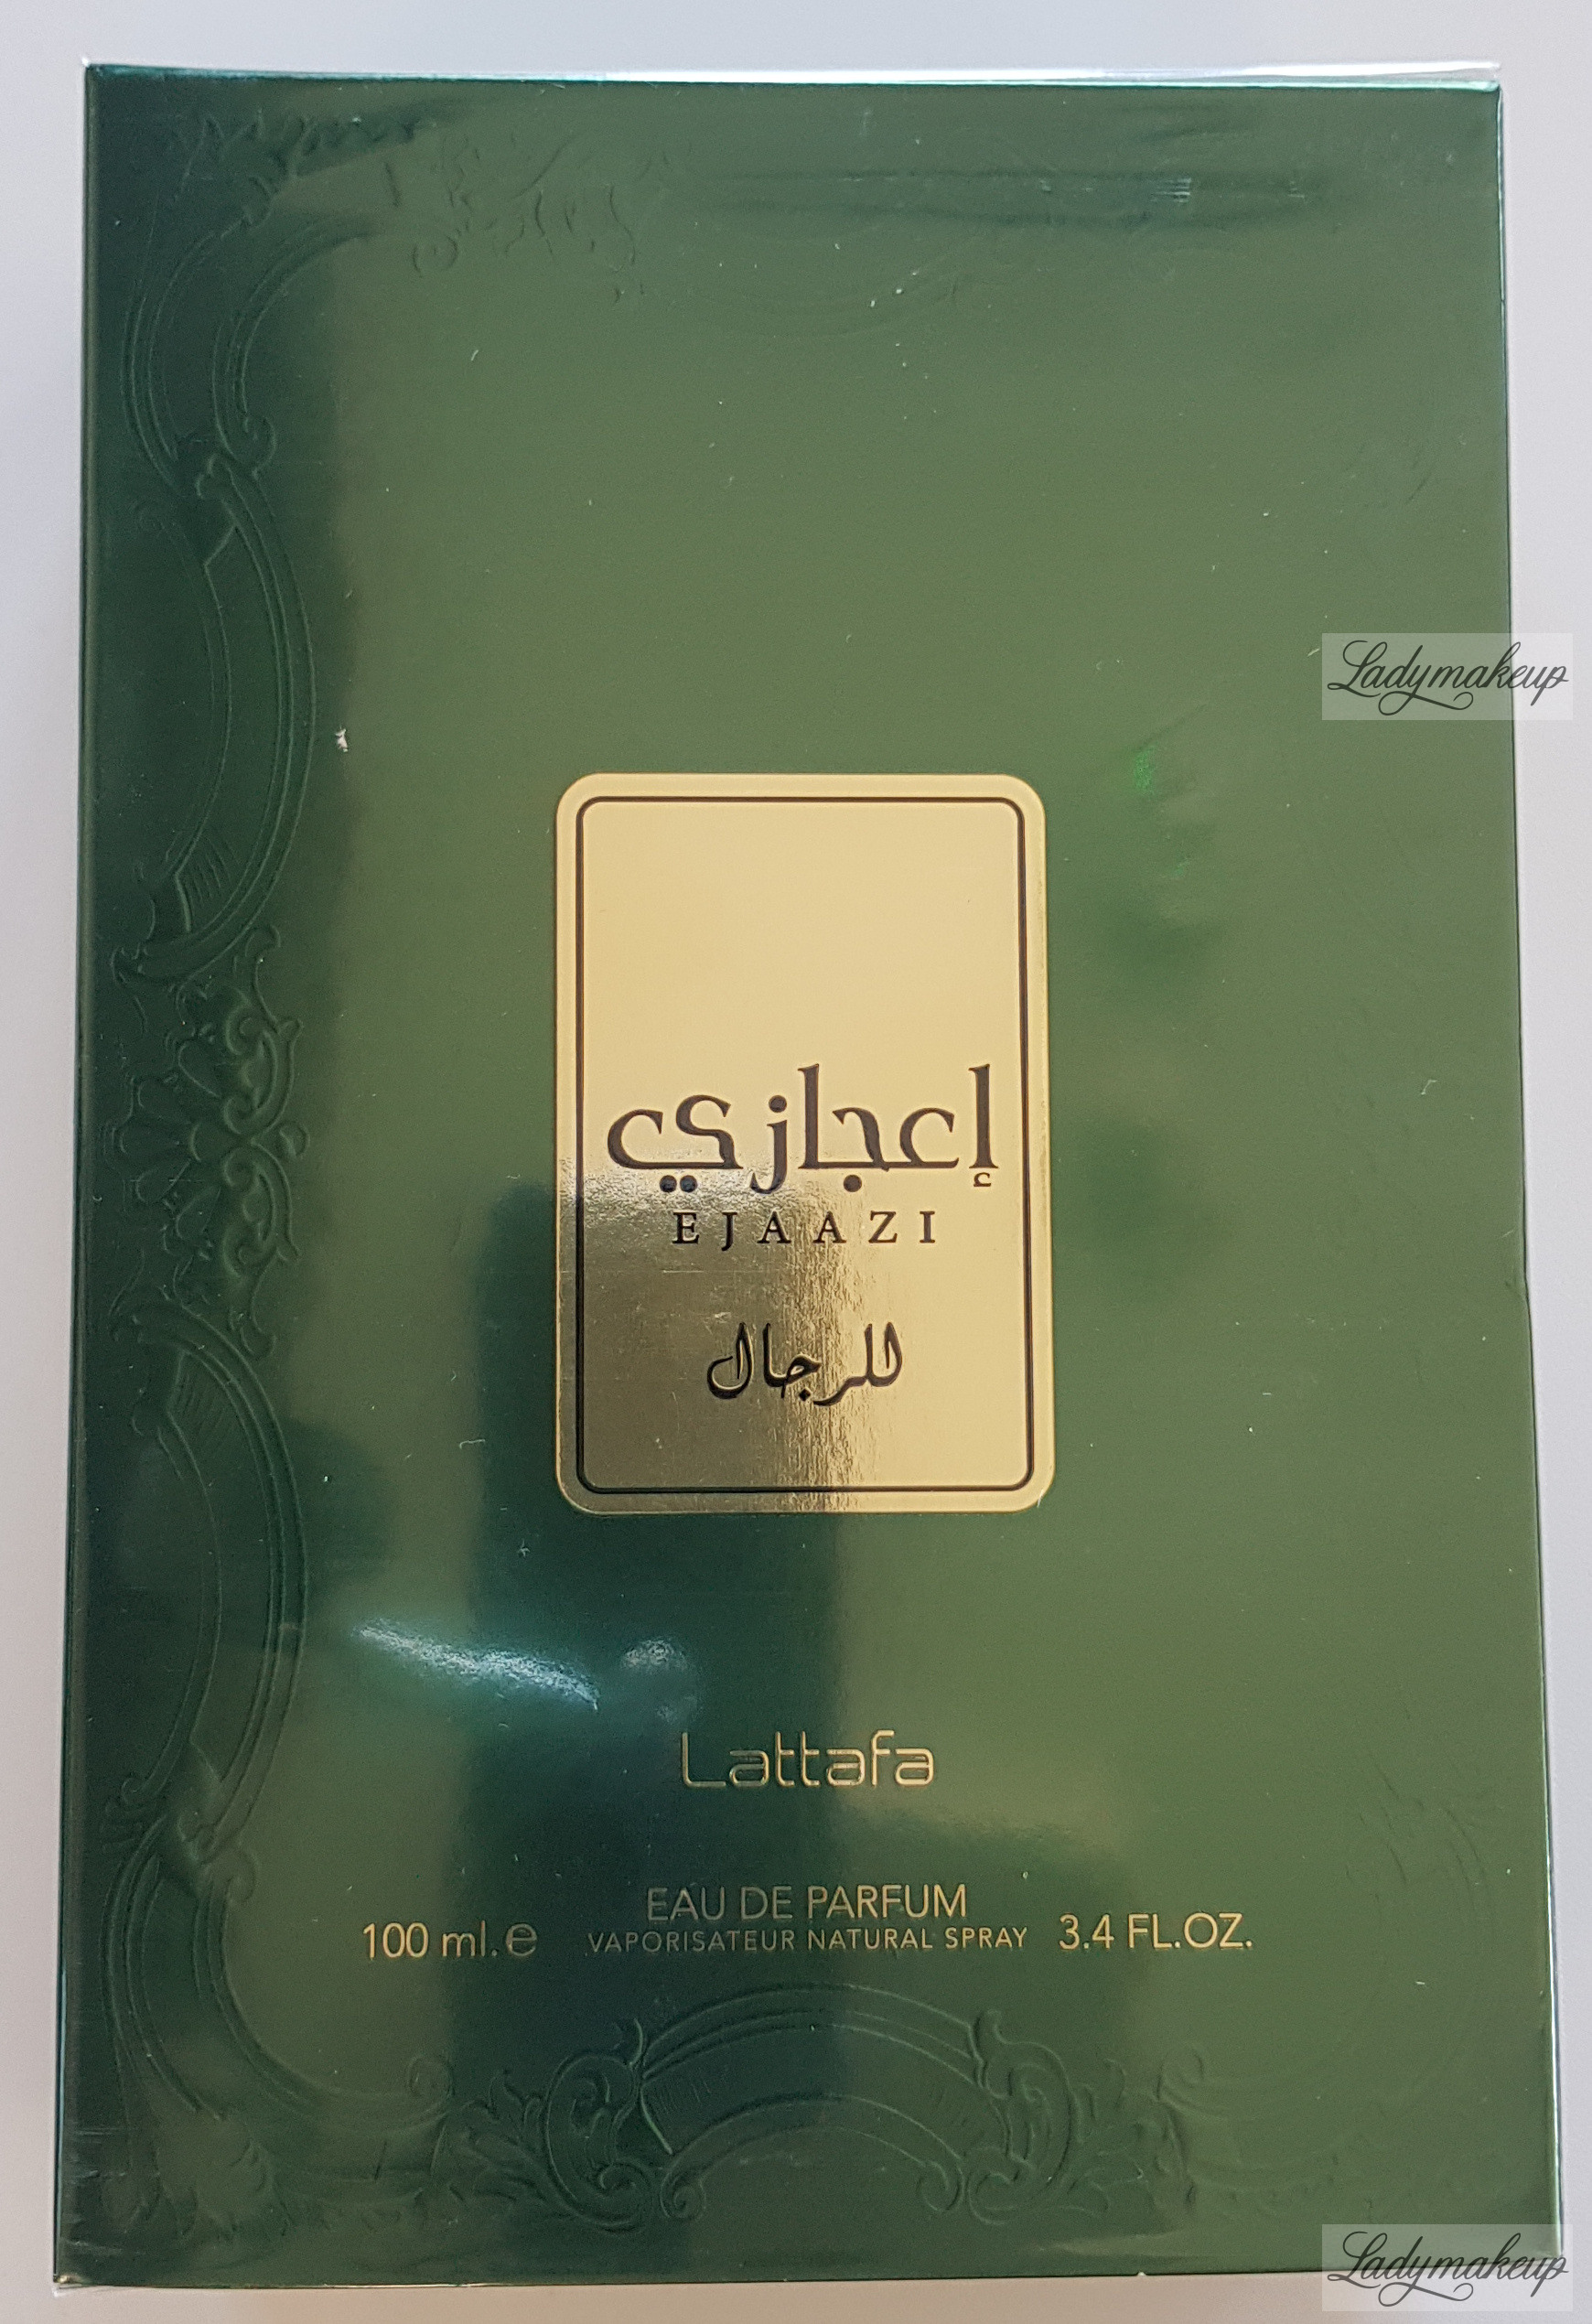 Ladymakeup
إعجازي
EJAAZI
للرجال
Lattafa
EAU DE PARFUM
100 ml. e VAPORISATEUR NATURAL SPRAY 3.4 FL.OZ.
Ladymakeup